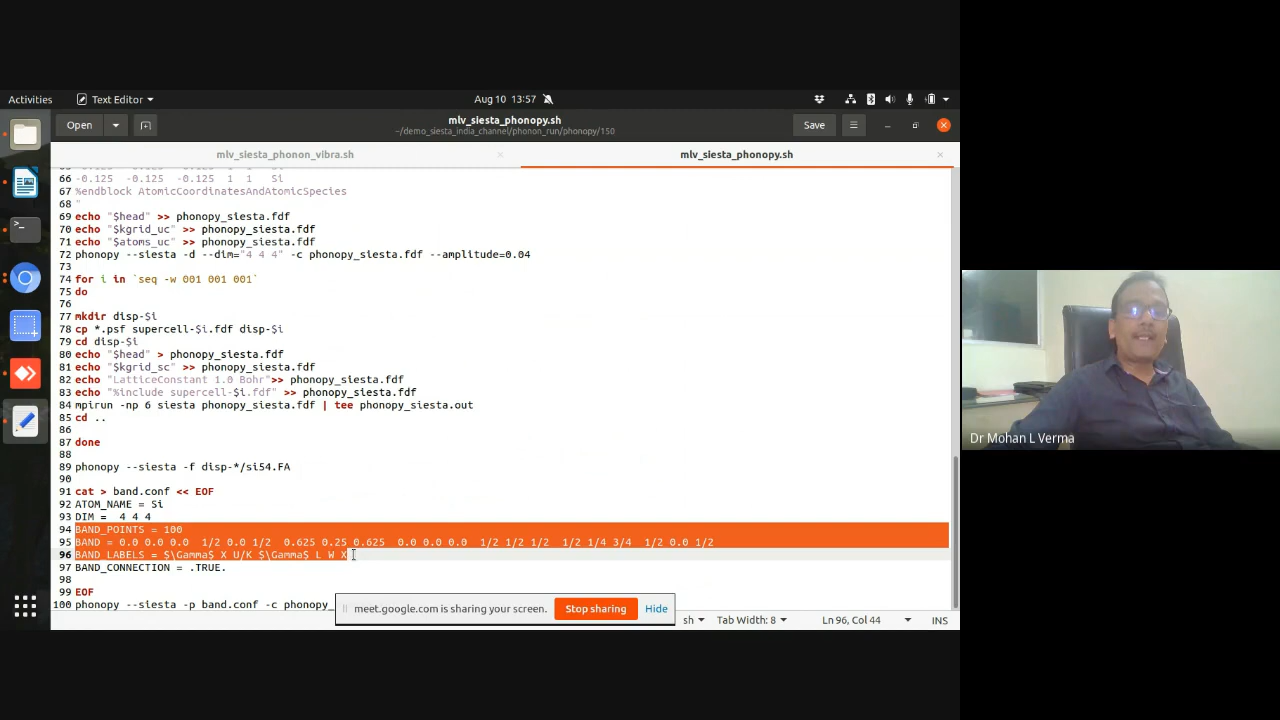 Activities
Text Editor
Aug 10 13:57
Open
mlv_siesta_phonopy.sh
~/demo_siesta_india_channel/phonon_run/phonopy/150
Save
mlv_siesta_phonon_vibra.sh
mlv_siesta_phonopy.sh
66 -0.125 -0.125 -0.125 1 1 Si
67 %endblock AtomicCoordinatesAndAtomicSpecies
68 "
69 echo "$head" >> phonopy_siesta.fdf
70 echo "$kgrid_uc" >> phonopy_siesta.fdf
71 echo "$atoms_uc" >> phonopy_siesta.fdf
72 phonopy --siesta -d --dim="4 4 4" -c phonopy_siesta.fdf --amplitude=0.04
73
74 for i in `seq -w 001 001 001`
75 do
76
77 mkdir disp-$i
78 cp *.psf supercell-$i.fdf disp-$i
79 cd disp-$i
80 echo "$head" > phonopy_siesta.fdf
81 echo "$kgrid_sc" >> phonopy_siesta.fdf
82 echo "LatticeConstant 1.0 Bohr">> phonopy_siesta.fdf
83 echo "%include supercell-$i.fdf" >> phonopy_siesta.fdf
84 mpirun -np 6 siesta phonopy_siesta.fdf | tee phonopy_siesta.out
85 cd ..
86
87 done
88
89 phonopy --siesta -f disp-*/si54.FA
90
91 cat > band.conf << EOF
92 ATOM_NAME = Si
93 DIM = 4 4 4
94 BAND_POINTS = 100
95 BAND = 0.0 0.0 0.0 1/2 0.0 1/2 0.625 0.25 0.625 0.0 0.0 0.0 1/2 1/2 1/2 1/2 1/4 3/4 1/2 0.0 1/2
96 BAND_LABELS = $\Gamma$ X U/K $\Gamma$ L W X
97 BAND_CONNECTION = .TRUE.
98
99 EOF
100 phonopy --siesta -p band.conf -c phonopy_
meet.google.com is sharing your screen.
Stop sharing
Hide
sh
Tab Width: 8
Ln 96, Col 44
INS
Dr Mohan L Verma